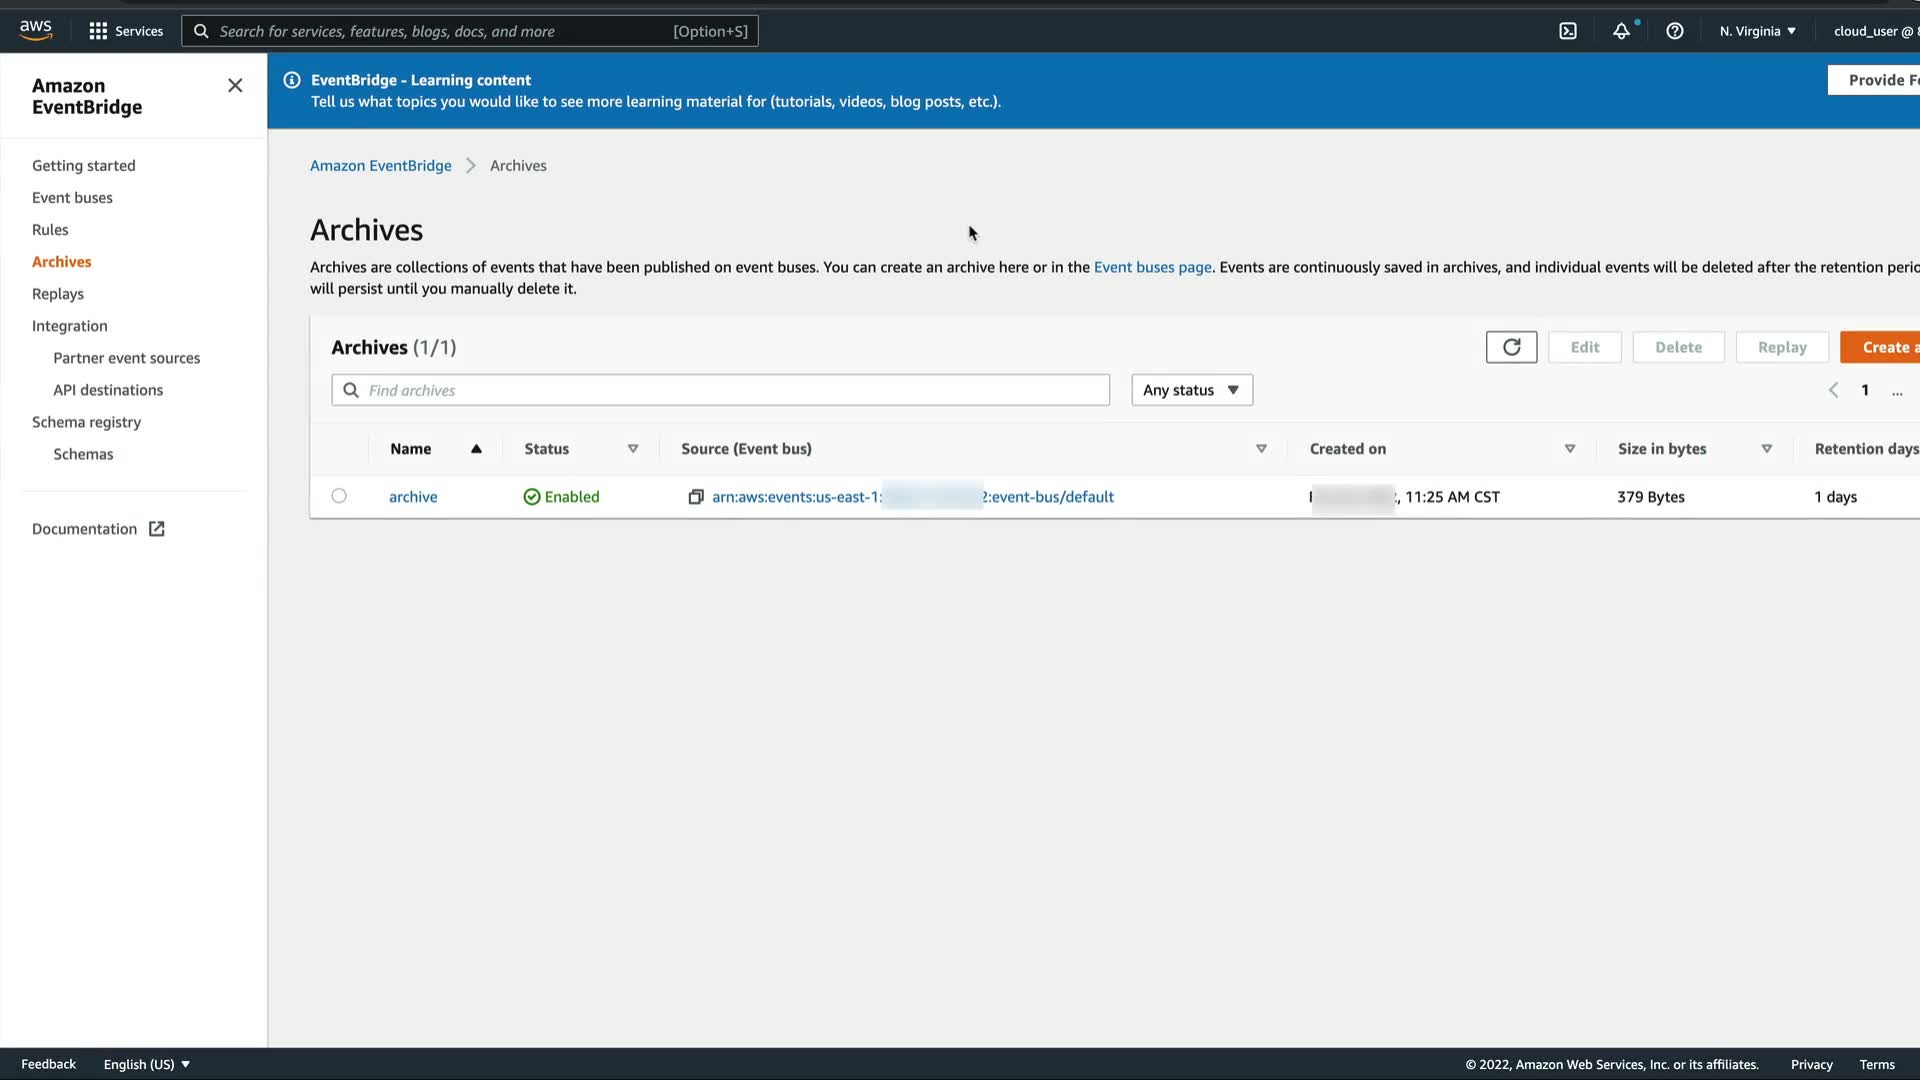 aws
Services
Search for services, features, blogs, docs, and more
[Option+S]
N. Virginia
cloud_user @
Amazon
EventBridge
Getting started
Event buses
Rules
Archives
Replays
Integration
Partner event sources
API destinations
Schema registry
Schemas
Documentation
EventBridge - Learning content
Tell us what topics you would like to see more learning material for (tutorials, videos, blog posts, etc.).
Provide
Amazon EventBridge
Archives
Archives
Archives are collections of events that have been published on event buses. You can create an archive here or in the Event buses page. Events are continuously saved in archives, and individual events will be deleted after the retention
will persist until you manually delete it.
Archives (1/1)
Edit
Delete
Replay
Create
Find archives
Any status
1
...
Name
Status
Source (Event bus)
Created on
Size in bytes
Retention days
archive
Enabled
arn:aws:events:us-east-1:
2:event-bus/default
, 11:25 AM CST
379 Bytes
1 days
Feedback
English (US)
© 2022, Amazon Web Services, Inc. or its affiliates.
Privacy
Terms